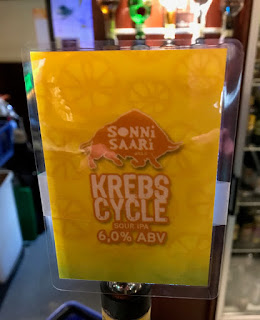 SONNi
SAARi
KREBS
CYCLE
SOUR IPA
6,0% ABV